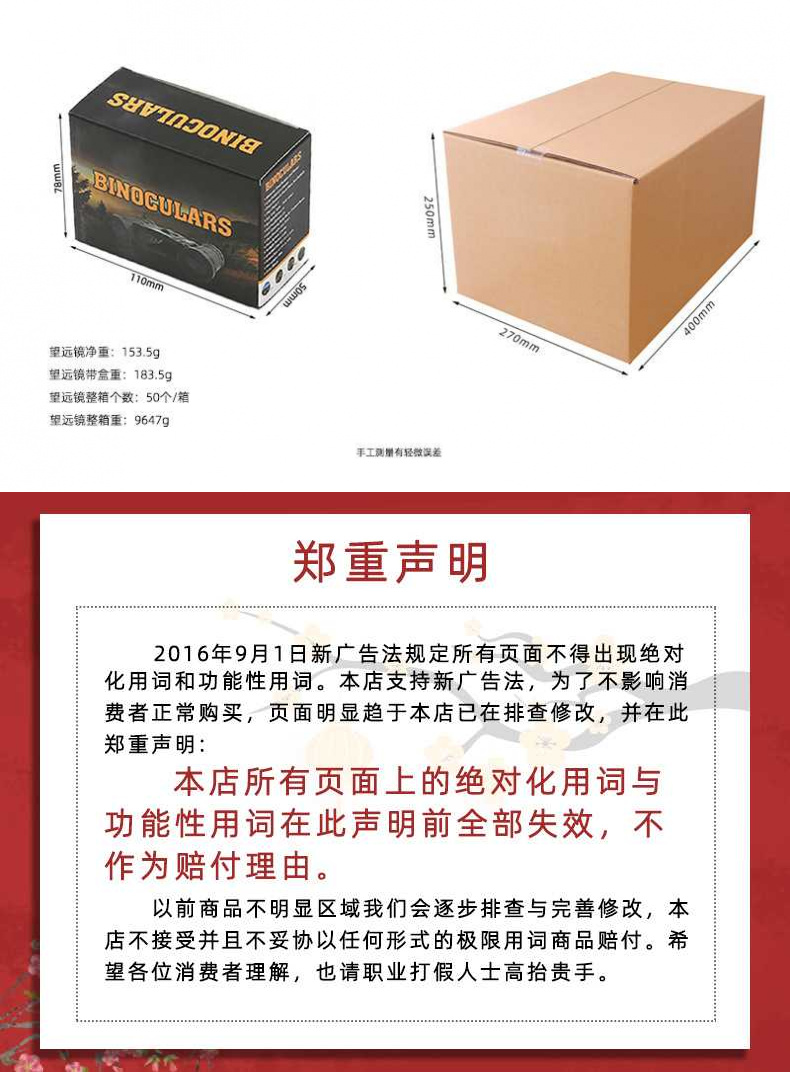 BINOCULARS
BINOCULARS
BINOCULARS
78mm
110mm
50mm
250mm
270mm
400mm
望远镜净重：153.5g
望远镜带盒重：183.5g
望远镜整箱个数：50个/箱
望远镜整箱重：9647g
手工测量有轻微误差
郑重声明
2016年9月1日新广告法规定所有页面不得出现绝对
化用词和功能性用词。本店支持新广告法，为了不影响消
费者正常购买，页面明显趋于本店已在排查修改，并在此
郑重声明：
本店所有页面上的绝对化用词与
功能性用词在此声明前全部失效，不
作为赔付理由。
以前商品不明显区域我们会逐步排查与完善修改，本
店不接受并且不妥协以任何形式的极限用词商品赔付。希
望各位消费者理解，也请职业打假人士高抬贵手。